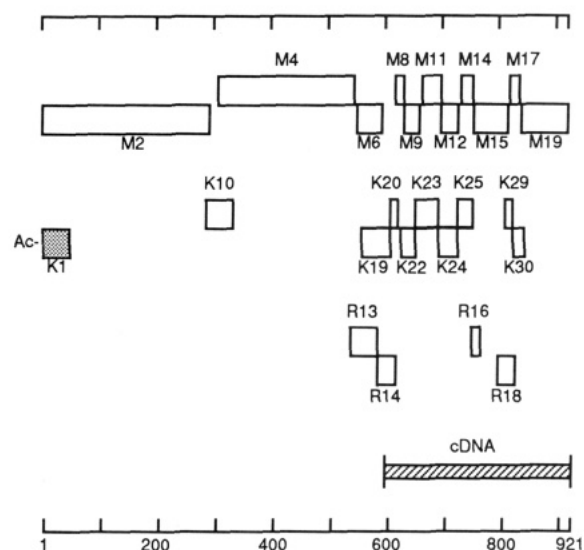 M4 M8 M11 M14 M17
M2 M6 M9 M12 M15 M19
K10 K20 K23 K25 K29
Ac-
K1 K19 K22 K24 K30
R13 R16
R14 R18
cDNA
1 200 400 600 800 921